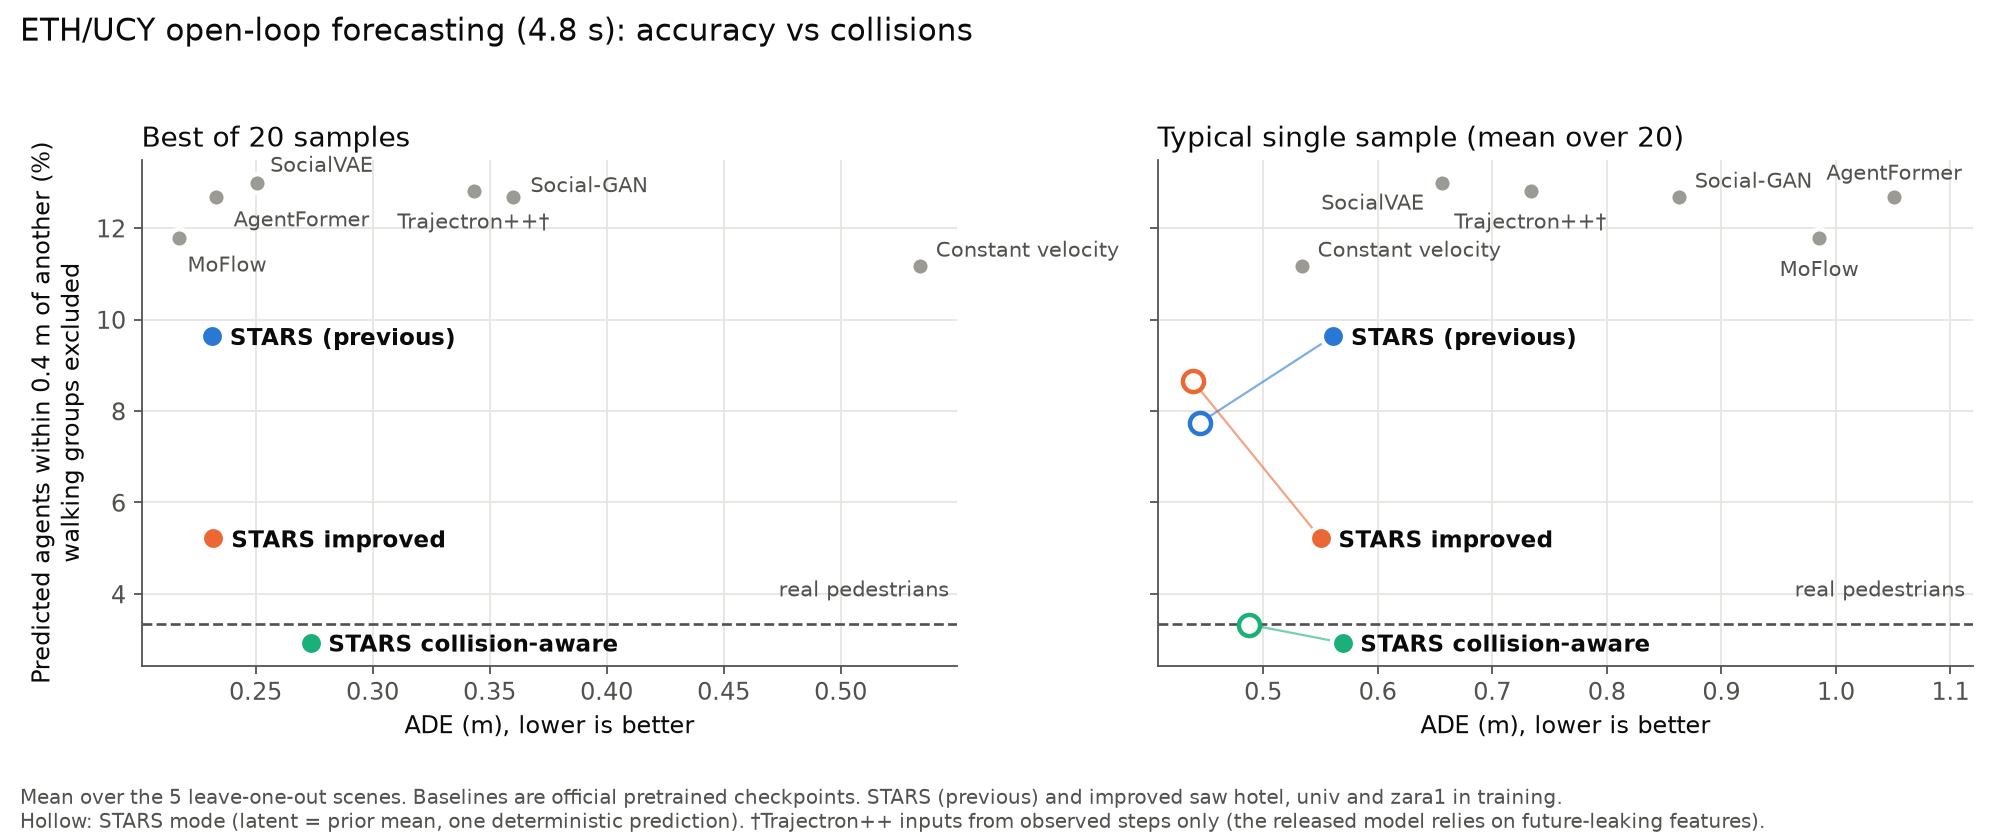 ETH/UCY open-loop forecasting (4.8 s): accuracy vs collisions
Best of 20 samples
Predicted agents within 0.4 m of another (%)
walking groups excluded
12
10
8
6
4
SocialVAE
AgentFormer
MoFlow
Trajectron++†
Social-GAN
Constant velocity
STARS (previous)
STARS improved
real pedestrians
STARS collision-aware
0.25
0.30
0.35
0.40
0.45
0.50
ADE (m), lower is better
Typical single sample (mean over 20)
SocialVAE
Trajectron++†
Social-GAN
AgentFormer
Constant velocity
MoFlow
STARS (previous)
STARS improved
real pedestrians
STARS collision-aware
0.5
0.6
0.7
0.8
0.9
1.0
1.1
ADE (m), lower is better
Mean over the 5 leave-one-out scenes. Baselines are official pretrained checkpoints. STARS (previous) and improved saw hotel, univ and zara1 in training.
Hollow: STARS mode (latent = prior mean, one deterministic prediction). †Trajectron++ inputs from observed steps only (the released model relies on future-leaking features).